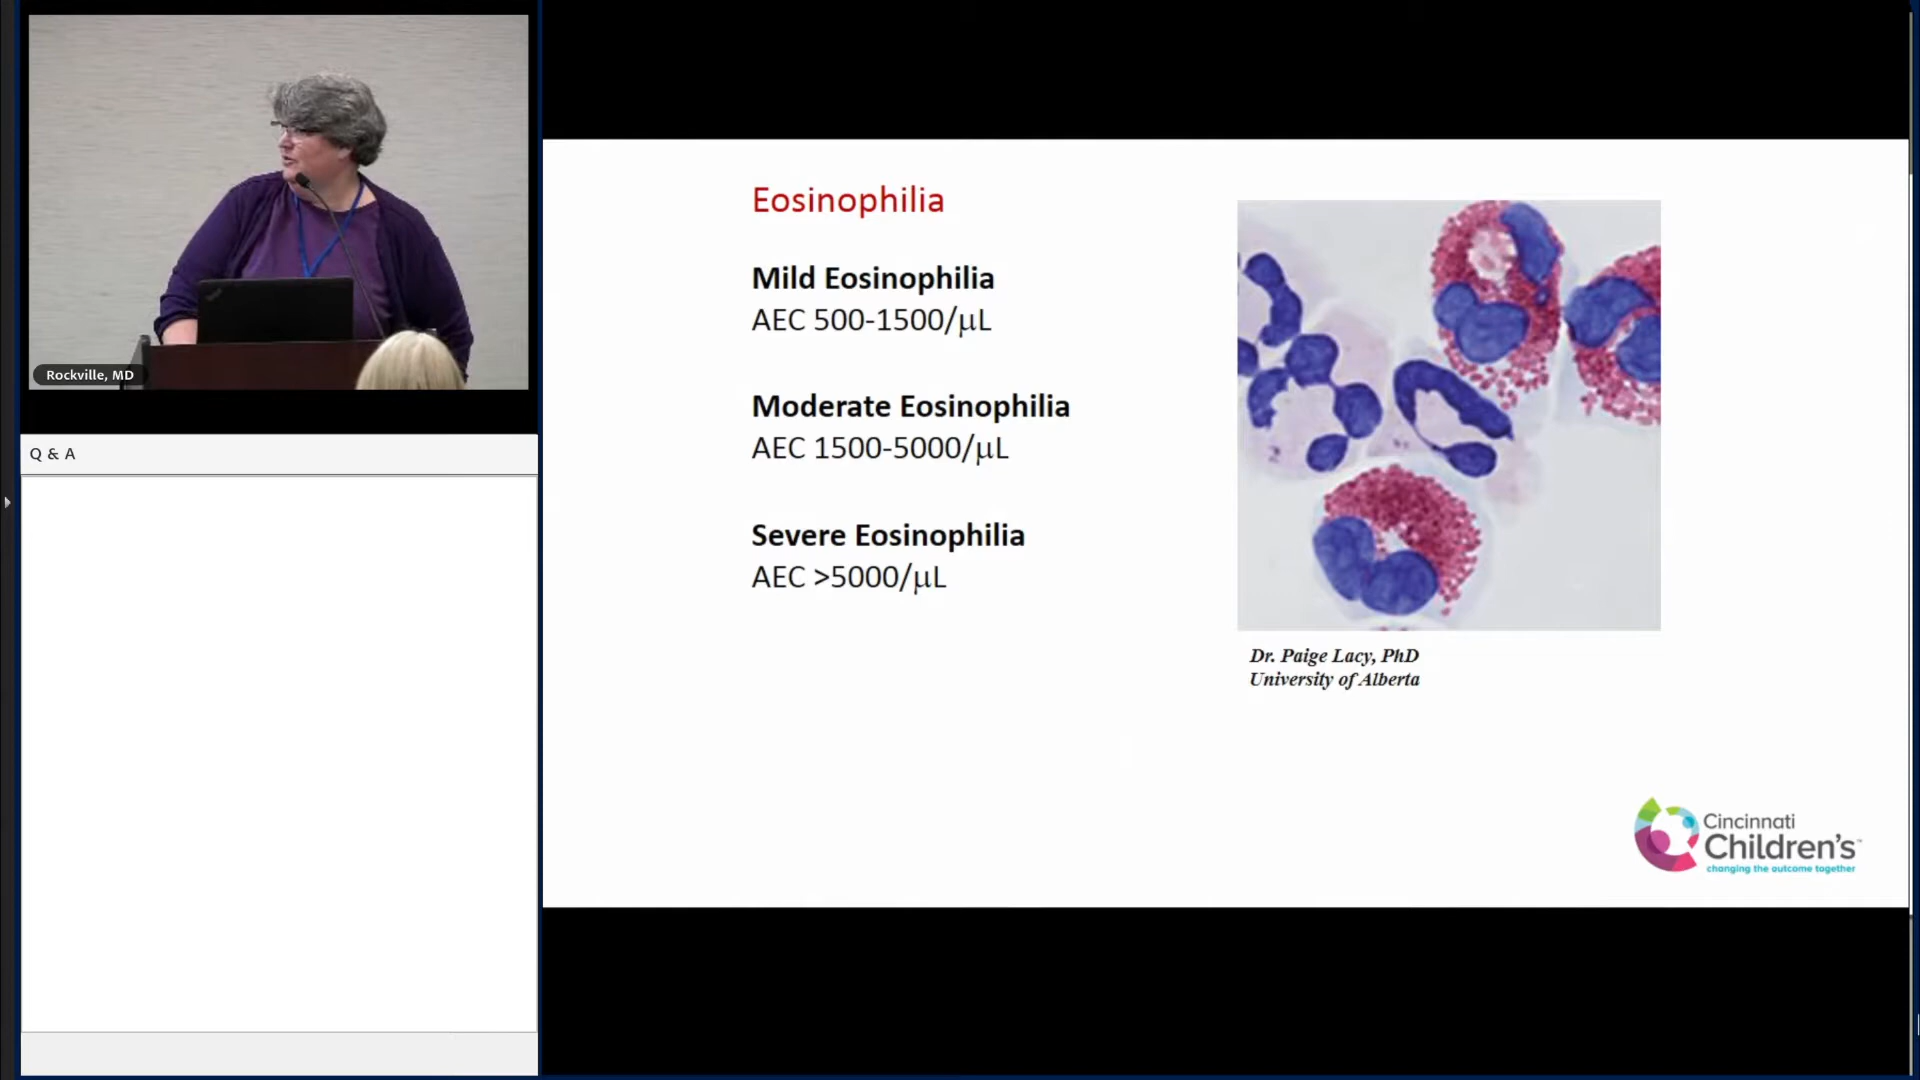 Rockville, MD
Q & A
Eosinophilia
Mild Eosinophilia
AEC 500-1500/μL
Moderate Eosinophilia
AEC 1500-5000/μL
Severe Eosinophilia
AEC >5000/μL
Dr. Paige Lacy, PhD
University of Alberta
Cincinnati
Children's™
changing the outcome together